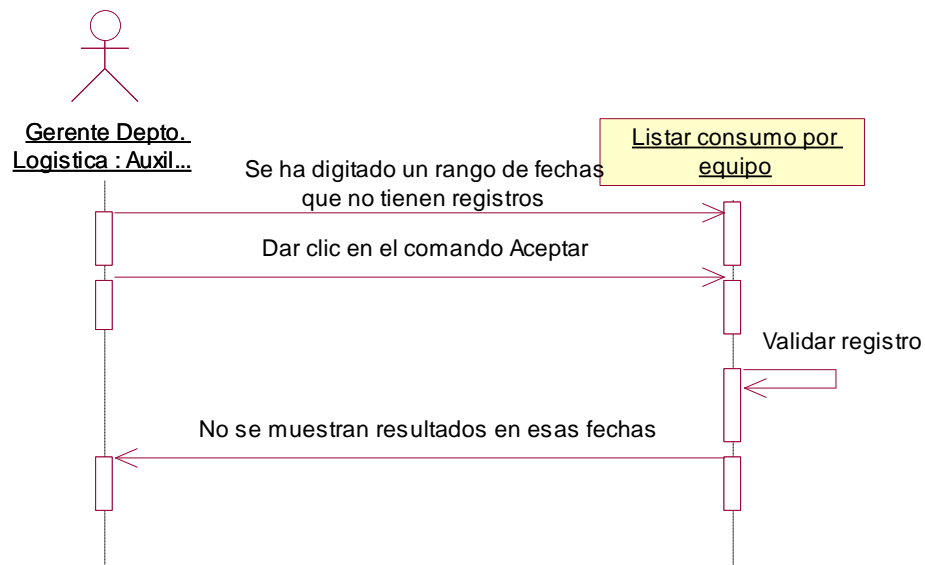 Gerente Depto.
Logistica : Auxil...
Listar consumo por
equipo
Se ha digitado un rango de fechas
que no tienen registros
Dar clic en el comando Aceptar
Validar registro
No se muestran resultados en esas fechas